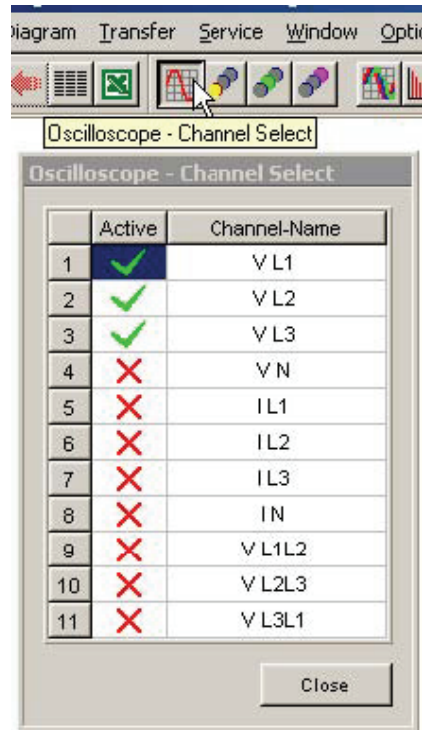 Diagram Transfer Service Window Optio
Oscilloscope - Channel Select
Oscilloscope - Channel Select
Active Channel-Name
1 V L1
2 V L2
3 V L3
4 V N
5 I L1
6 I L2
7 I L3
8 I N
9 V L1L2
10 V L2L3
11 V L3L1
Close